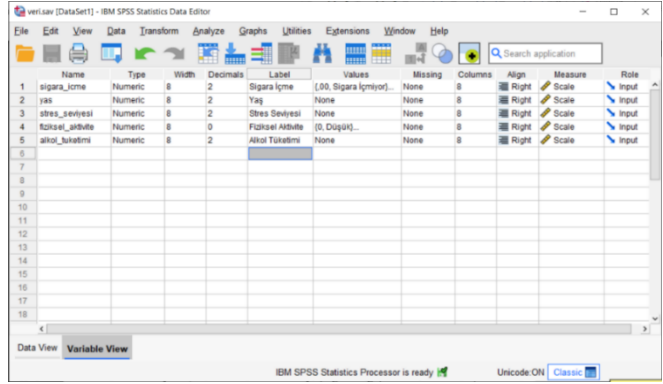 veri.sav [DataSet1] - IBM SPSS Statistics Data Editor
File Edit View Data Transform Analyze Graphs Utilities Extensions Window Help
Search application
Name Type Width Decimals Label Values Missing Columns Align Measure Role
1 sigara_icme Numeric 8 2 Sigara İçme {,00, Sigara İçmiyor}... None 8 Right Scale Input
2 yas Numeric 8 2 Yaş None None 8 Right Scale Input
3 stres_seviyesi Numeric 8 2 Stres Seviyesi None None 8 Right Scale Input
4 fiziksel_aktivite Numeric 8 0 Fiziksel Aktivite {0, Düşük}... None 8 Right Scale Input
5 alkol_tuketimi Numeric 8 2 Alkol Tüketimi None None 8 Right Scale Input
6
7
8
9
10
11
12
13
14
15
16
17
18
Data View Variable View
IBM SPSS Statistics Processor is ready Unicode:ON Classic